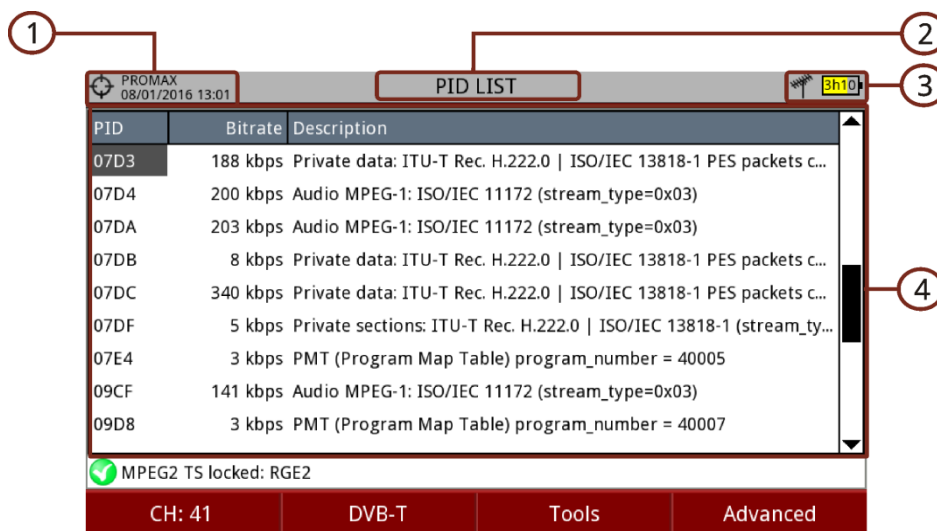 1
2
3
4
PROMAX
08/01/2016 13:01
PID LIST
3h10
PID Bitrate Description
07D3 188 kbps Private data: ITU-T Rec. H.222.0 | ISO/IEC 13818-1 PES packets c...
07D4 200 kbps Audio MPEG-1: ISO/IEC 11172 (stream_type=0x03)
07DA 203 kbps Audio MPEG-1: ISO/IEC 11172 (stream_type=0x03)
07DB 8 kbps Private data: ITU-T Rec. H.222.0 | ISO/IEC 13818-1 PES packets c...
07DC 340 kbps Private data: ITU-T Rec. H.222.0 | ISO/IEC 13818-1 PES packets c...
07DF 5 kbps Private sections: ITU-T Rec. H.222.0 | ISO/IEC 13818-1 (stream_ty...
07E4 3 kbps PMT (Program Map Table) program_number = 40005
09CF 141 kbps Audio MPEG-1: ISO/IEC 11172 (stream_type=0x03)
09D8 3 kbps PMT (Program Map Table) program_number = 40007
MPEG2 TS locked: RGE2
CH: 41 DVB-T Tools Advanced